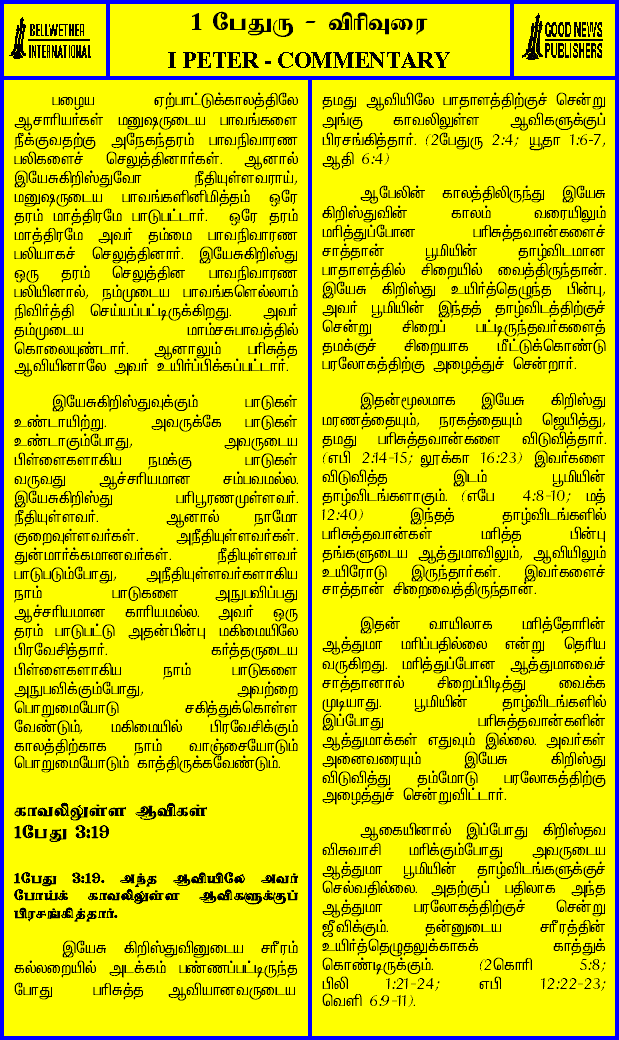 BELLWETHER
INTERNATIONAL
1 பேதுரு - விரிவுரை
I PETER - COMMENTARY
GOOD NEWS
PUBLISHERS
பழைய ஏற்பாட்டுக்காலத்திலே
ஆசாரியர்கள் மனுஷருடைய பாவங்களை
நீக்குவதற்கு அநேகந்தரம் பாவநிவாரண
பலிகளைச் செலுத்தினார்கள். ஆனால்
இயேசுகிறிஸ்துவோ நீதியுள்ளவராய்,
மனுஷருடைய பாவங்களினிமித்தம் ஒரே
தரம் மாத்திரமே பாடுபட்டார். ஒரே தரம்
மாத்திரமே அவர் தம்மை பாவநிவாரண
பலியாகச் செலுத்தினார். இயேசுகிறிஸ்து
ஒரு தரம் செலுத்தின பாவநிவாரண
பலியினால், நம்முடைய பாவங்களெல்லாம்
நிவிர்த்தி செய்யப்பட்டிருக்கிறது. அவர்
தம்முடைய மாம்சசுபாவத்தில்
கொலையுண்டார். ஆனாலும் பரிசுத்த
ஆவியினாலே அவர் உயிர்ப்பிக்கப்பட்டார்.
இயேசுகிறிஸ்துவுக்கும் பாடுகள்
உண்டாயிற்று. அவருக்கே பாடுகள்
உண்டாகும்போது, அவருடைய
பிள்ளைகளாகிய நமக்கு பாடுகள்
வருவது ஆச்சரியமான சம்பவமல்ல.
இயேசுகிறிஸ்து பரிபூரணமுள்ளவர்.
நீதியுள்ளவர். ஆனால் நாமோ
குறைவுள்ளவர்கள். அநீதியுள்ளவர்கள்.
துன்மார்க்கமானவர்கள். நீதியுள்ளவர்
பாடுபடும்போது, அநீதியுள்ளவர்களாகிய
நாம் பாடுகளை அநுபவிப்பது
ஆச்சரியமான காரியமல்ல. அவர் ஒரு
தரம் பாடுபட்டு அதன்பின்பு மகிமையிலே
பிரவேசித்தார். கர்த்தருடைய
பிள்ளைகளாகிய நாம் பாடுகளை
அநுபவிக்கும்போது, அவற்றை
பொறுமையோடு சகித்துக்கொள்ள
வேண்டும், மகிமையில் பிரவேசிக்கும்
காலத்திற்காக நாம் வாஞ்சையோடும்
பொறுமையோடும் காத்திருக்கவேண்டும்.
காவலிலுள்ள ஆவிகள்
1பேது 3:19
1பேது 3:19. அந்த ஆவியிலே அவர்
போய்க் காவலிலுள்ள ஆவிகளுக்குப்
பிரசங்கித்தார்.
இயேசு கிறிஸ்துவினுடைய சரீரம்
கல்லறையில் அடக்கம் பண்ணப்பட்டிருந்த
போது பரிசுத்த ஆவியானவருடைய
தமது ஆவியிலே பாதாளத்திற்குச் சென்று
அங்கு காவலிலுள்ள ஆவிகளுக்குப்
பிரசங்கித்தார். (2பேதுரு 2:4; யூதா 1:6-7,
ஆதி 6:4)
ஆபேலின் காலத்திலிருந்து இயேசு
கிறிஸ்துவின் காலம் வரையிலும்
மரித்துப்போன பரிசுத்தவான்களைச்
சாத்தான் பூமியின் தாழ்விடமான
பாதாளத்தில் சிறையில் வைத்திருந்தான்.
இயேசு கிறிஸ்து உயிர்த்தெழுந்த பின்பு,
அவர் பூமியின் இந்தத் தாழ்விடத்திற்குச்
சென்று சிறைப் பட்டிருந்தவர்களைத்
தமக்குச் சிறையாக மீட்டுக்கொண்டு
பரலோகத்திற்கு அழைத்துச் சென்றார்.
இதன்மூலமாக இயேசு கிறிஸ்து
மரணத்தையும், நரகத்தையும் ஜெயித்து,
தமது பரிசுத்தவான்களை விடுவித்தார்.
(எபி 2:14-15; லூக்கா 16:23) இவர்களை
விடுவித்த இடம் பூமியின்
தாழ்விடங்களாகும். (எபே 4:8-10; மத்
12:40) இந்தத் தாழ்விடங்களில்
பரிசுத்தவான்கள் மரித்த பின்பு
தங்களுடைய ஆத்துமாவிலும், ஆவியிலும்
உயிரோடு இருந்தார்கள். இவர்களைச்
சாத்தான் சிறைவைத்திருந்தான்.
இதன் வாயிலாக மரித்தோரின்
ஆத்துமா மரிப்பதில்லை என்று தெரிய
வருகிறது. மரித்துப்போன ஆத்துமாவைச்
சாத்தானால் சிறைப்பிடித்து வைக்க
முடியாது. பூமியின் தாழ்விடங்களில்
இப்போது பரிசுத்தவான்களின்
ஆத்துமாக்கள் எதுவும் இல்லை. அவர்கள்
அனைவரையும் இயேசு கிறிஸ்து
விடுவித்து தம்மோடு பரலோகத்திற்கு
அழைத்துச் சென்றுவிட்டார்.
ஆகையினால் இப்போது கிறிஸ்தவ
விசுவாசி மரிக்கும்போது அவருடைய
ஆத்துமா பூமியின் தாழ்விடங்களுக்குச்
செல்வதில்லை. அதற்குப் பதிலாக அந்த
ஆத்துமா பரலோகத்திற்குச் சென்று
ஜீவிக்கும். தன்னுடைய சரீரத்தின்
உயிர்த்தெழுதலுக்காகக் காத்துக்
கொண்டிருக்கும். (2கொரி 5:8;
பிலி 1:21-24; எபி 12:22-23;
வெளி 6.9-11).